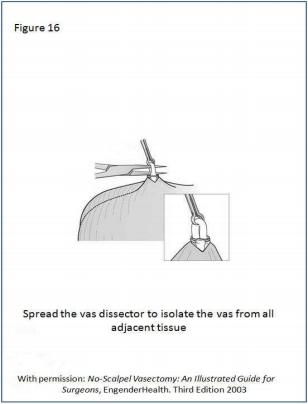 Figure 16
Spread the vas dissector to isolate the vas from all
adjacent tissue
With permission: No-Scalpel Vasectomy: An Illustrated Guide for
Surgeons, EngenderHealth. Third Edition 2003